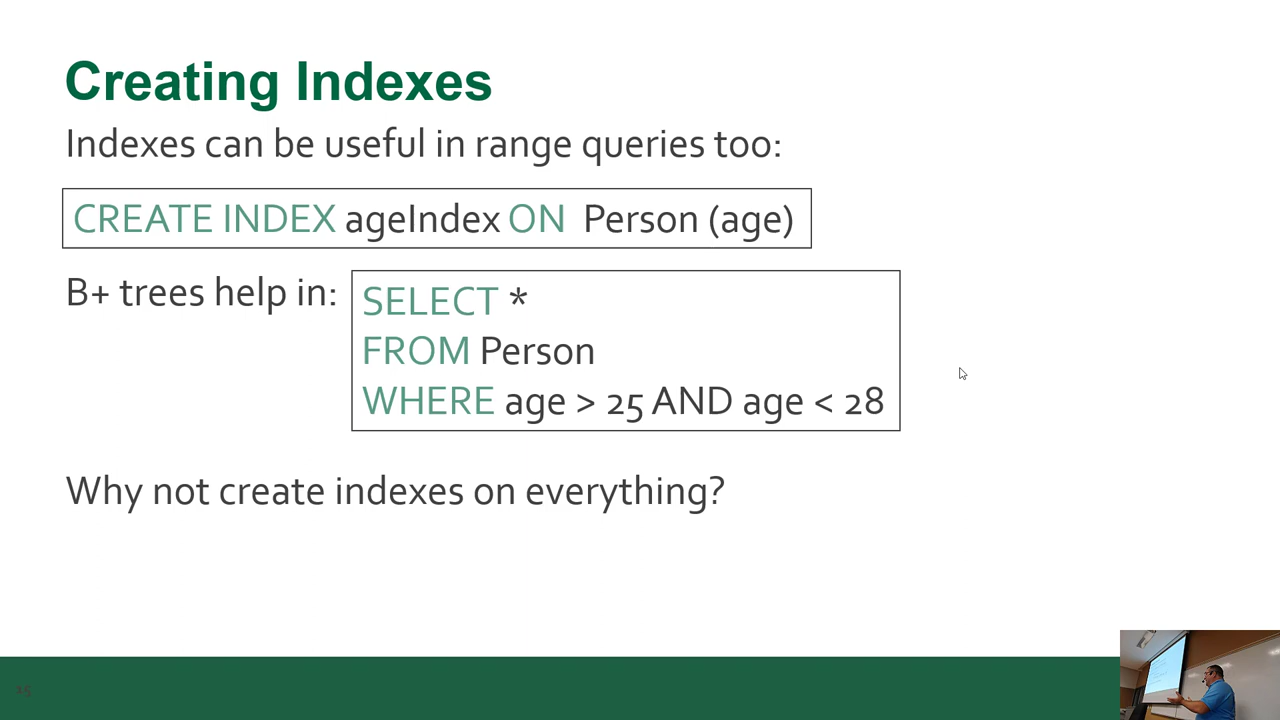 Creating Indexes
Indexes can be useful in range queries too:
CREATE INDEX ageIndex ON Person (age)
B+ trees help in:
SELECT *
FROM Person
WHERE age > 25 AND age < 28
Why not create indexes on everything?
15